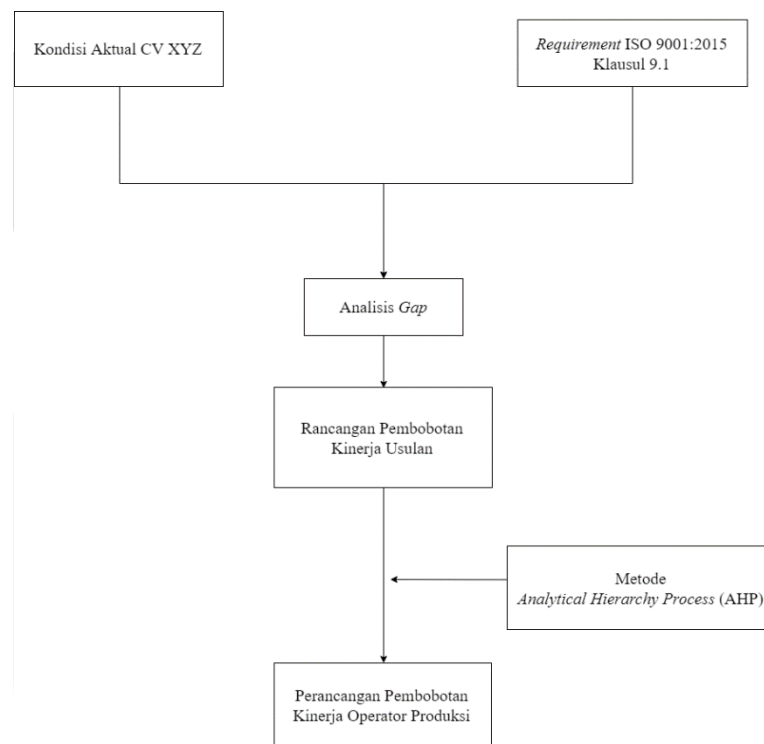 Kondisi Aktual CV XYZ
Requirement ISO 9001:2015
Klausul 9.1
Analisis Gap
Rancangan Pembobotan
Kinerja Usulan
Metode
Analytical Hierarchy Process (AHP)
Perancangan Pembobotan
Kinerja Operator Produksi